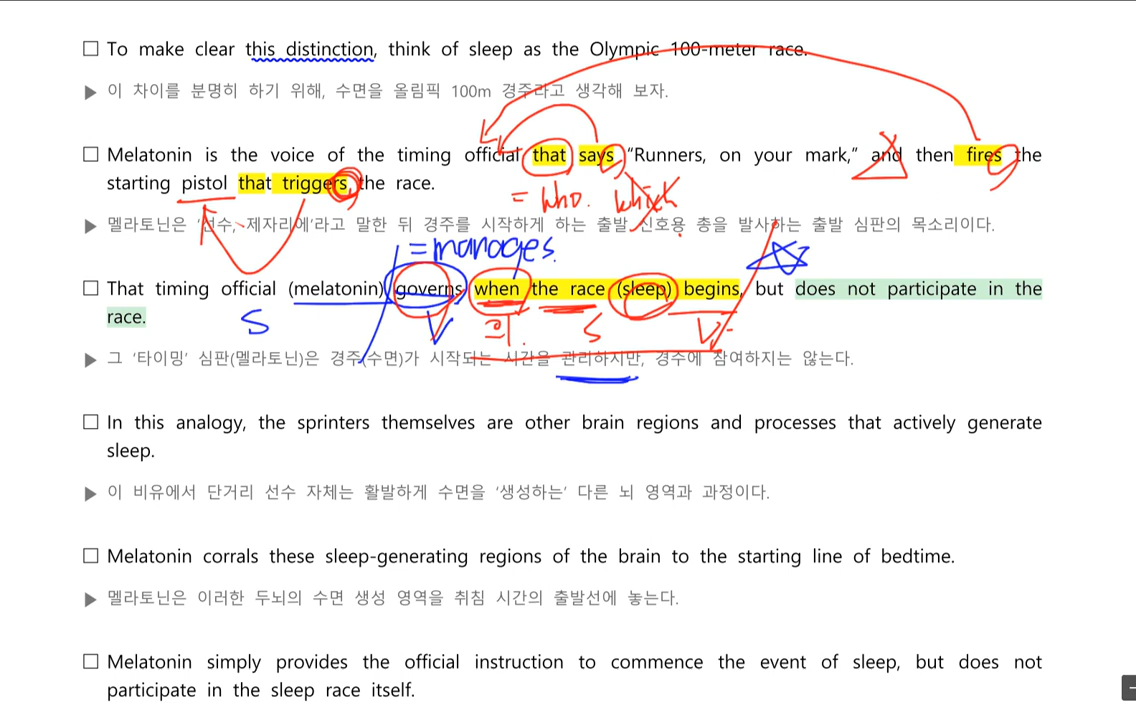 ☐ To make clear this distinction, think of sleep as the Olympic 100-meter race.
▶ 이 차이를 분명히 하기 위해, 수면을 올림픽 100m 경주라고 생각해 보자.
☐ Melatonin is the voice of the timing official that says “Runners, on your mark,” and then fires the
starting pistol that triggers the race.
= who. which
▶ 멜라토닌은 ‘선수, 제자리에’라고 말한 뒤 경주를 시작하게 하는 출발 신호용 총을 발사하는 출발 심판의 목소리이다.
= manages.
☐ That timing official (melatonin) governs when the race (sleep) begins, but does not participate in the
race.
S V 의. S V
▶ 그 ‘타이밍’ 심판(멜라토닌)은 경주(수면)가 시작되는 시간을 관리하지만, 경주에 참여하지는 않는다.
☐ In this analogy, the sprinters themselves are other brain regions and processes that actively generate
sleep.
▶ 이 비유에서 단거리 선수 자체는 활발하게 수면을 ‘생성하는’ 다른 뇌 영역과 과정이다.
☐ Melatonin corrals these sleep-generating regions of the brain to the starting line of bedtime.
▶ 멜라토닌은 이러한 두뇌의 수면 생성 영역을 취침 시간의 출발선에 놓는다.
☐ Melatonin simply provides the official instruction to commence the event of sleep, but does not
participate in the sleep race itself.